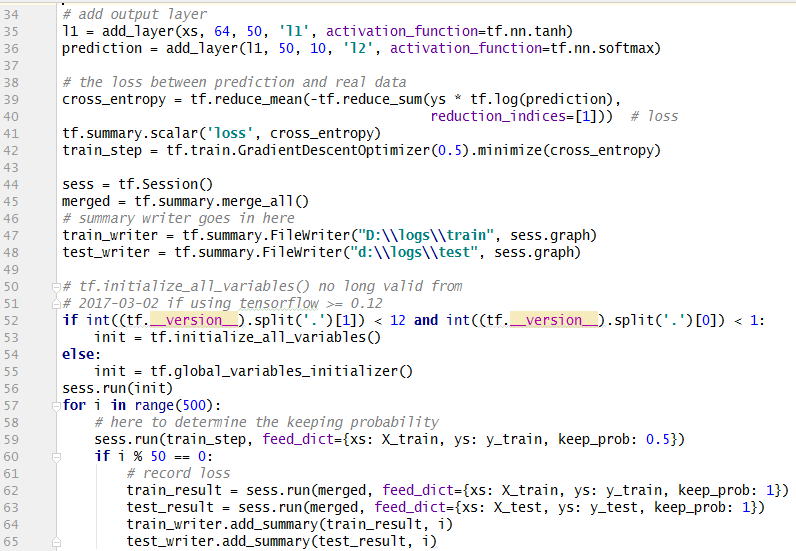 34 # add output layer
35 l1 = add_layer(xs, 64, 50, 'l1', activation_function=tf.nn.tanh)
36 prediction = add_layer(l1, 50, 10, 'l2', activation_function=tf.nn.softmax)
37
38 # the loss between prediction and real data
39 cross_entropy = tf.reduce_mean(-tf.reduce_sum(ys * tf.log(prediction),
40                                               reduction_indices=[1]))  # loss
41 tf.summary.scalar('loss', cross_entropy)
42 train_step = tf.train.GradientDescentOptimizer(0.5).minimize(cross_entropy)
43
44 sess = tf.Session()
45 merged = tf.summary.merge_all()
46 # summary writer goes in here
47 train_writer = tf.summary.FileWriter("D:\\logs\\train", sess.graph)
48 test_writer = tf.summary.FileWriter("d:\\logs\\test", sess.graph)
49
50 # tf.initialize_all_variables() no long valid from
51 # 2017-03-02 if using tensorflow >= 0.12
52 if int((tf.__version__).split('.')[1]) < 12 and int((tf.__version__).split('.')[0]) < 1:
53     init = tf.initialize_all_variables()
54 else:
55     init = tf.global_variables_initializer()
56 sess.run(init)
57 for i in range(500):
58     # here to determine the keeping probability
59     sess.run(train_step, feed_dict={xs: X_train, ys: y_train, keep_prob: 0.5})
60     if i % 50 == 0:
61         # record loss
62         train_result = sess.run(merged, feed_dict={xs: X_train, ys: y_train, keep_prob: 1})
63         test_result = sess.run(merged, feed_dict={xs: X_test, ys: y_test, keep_prob: 1})
64         train_writer.add_summary(train_result, i)
65         test_writer.add_summary(test_result, i)